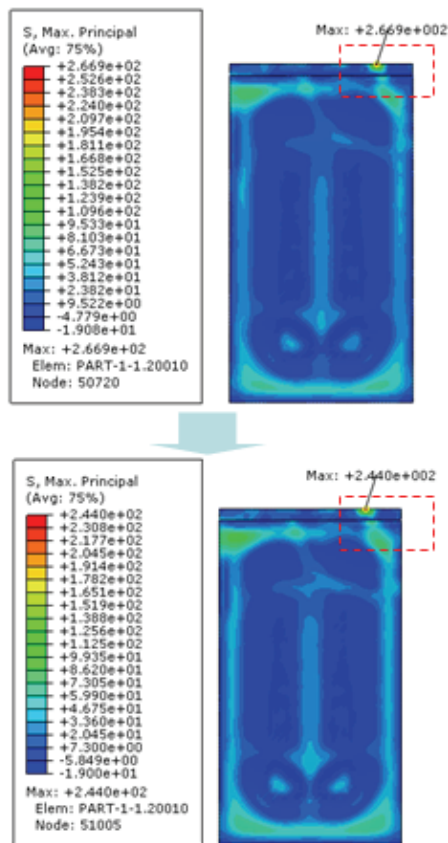 S, Max. Principal
(Avg: 75%)
+2.669e+02
+2.526e+02
+2.383e+02
+2.240e+02
+2.097e+02
+1.954e+02
+1.811e+02
+1.668e+02
+1.525e+02
+1.382e+02
+1.239e+02
+1.096e+02
+9.533e+01
+8.103e+01
+6.673e+01
+5.243e+01
+3.812e+01
+2.382e+01
+9.522e+00
-4.779e+00
-1.908e+01
Max: +2.669e+02
Elem: PART-1-1.20010
Node: 50720
Max: +2.669e+002
S, Max. Principal
(Avg: 75%)
+2.440e+02
+2.308e+02
+2.177e+02
+2.045e+02
+1.914e+02
+1.782e+02
+1.651e+02
+1.519e+02
+1.388e+02
+1.256e+02
+1.125e+02
+9.935e+01
+8.620e+01
+7.305e+01
+5.990e+01
+4.675e+01
+3.360e+01
+2.045e+01
+7.300e+00
-5.849e+00
-1.900e+01
Max: +2.440e+02
Elem: PART-1-1.20010
Node: 51005
Max: +2.440e+002